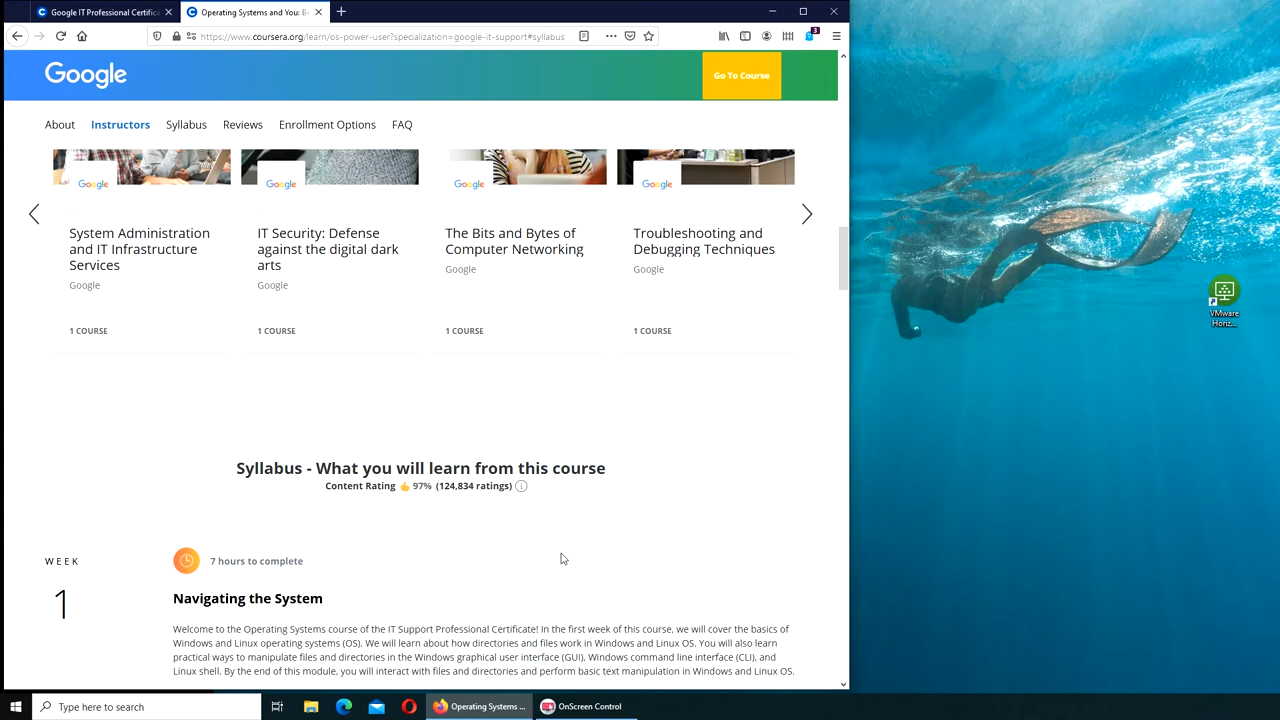 Google IT Professional Certifica
Operating Systems and You: Be
https://www.coursera.org/learn/os-power-user?specialization=google-it-support#syllabus
3
Google
Go To Course
About Instructors Syllabus Reviews Enrollment Options FAQ
Google Google Google Google
System Administration
and IT Infrastructure
Services
Google
1 COURSE
IT Security: Defense
against the digital dark
arts
Google
1 COURSE
The Bits and Bytes of
Computer Networking
Google
1 COURSE
Troubleshooting and
Debugging Techniques
Google
1 COURSE
Syllabus - What you will learn from this course
Content Rating 97% (124,834 ratings)
WEEK
1
7 hours to complete
Navigating the System
Welcome to the Operating Systems course of the IT Support Professional Certificate! In the first week of this course, we will cover the basics of
Windows and Linux operating systems (OS). We will learn about how directories and files work in Windows and Linux OS. You will also learn
practical ways to manipulate files and directories in the Windows graphical user interface (GUI), Windows command line interface (CLI), and
Linux shell. By the end of this module, you will interact with files and directories and perform basic text manipulation in Windows and Linux OS.
VMware
Horiz...
Type here to search
Operating Systems ...
OnScreen Control